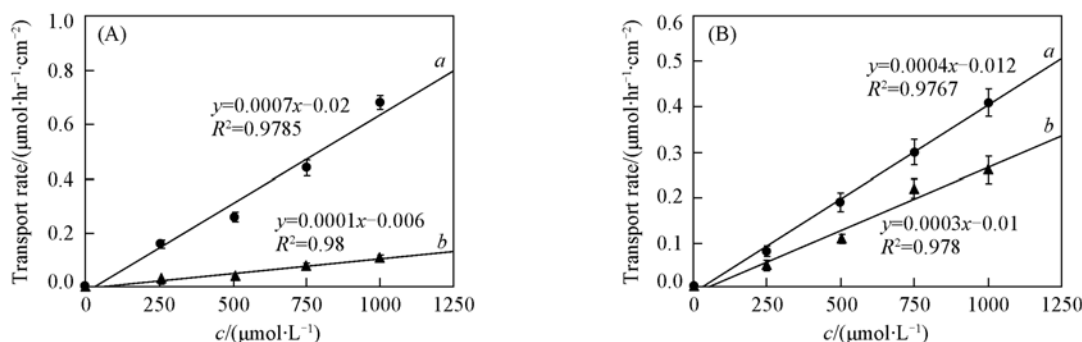 (A)
Transport rate/(μmol·hr⁻¹·cm⁻²)
1.0
0.8
0.6
0.4
0.2
0.0
a
y=0.0007x−0.02
R²=0.9785
y=0.0001x−0.006
R²=0.98
b
0 250 500 750 1000 1250
c/(μmol·L⁻¹)
(B)
Transport rate/(μmol·hr⁻¹·cm⁻²)
0.6
0.5
0.4
0.3
0.2
0.1
0.0
a
y=0.0004x−0.012
R²=0.9767
b
y=0.0003x−0.01
R²=0.978
0 250 500 750 1000 1250
c/(μmol·L⁻¹)